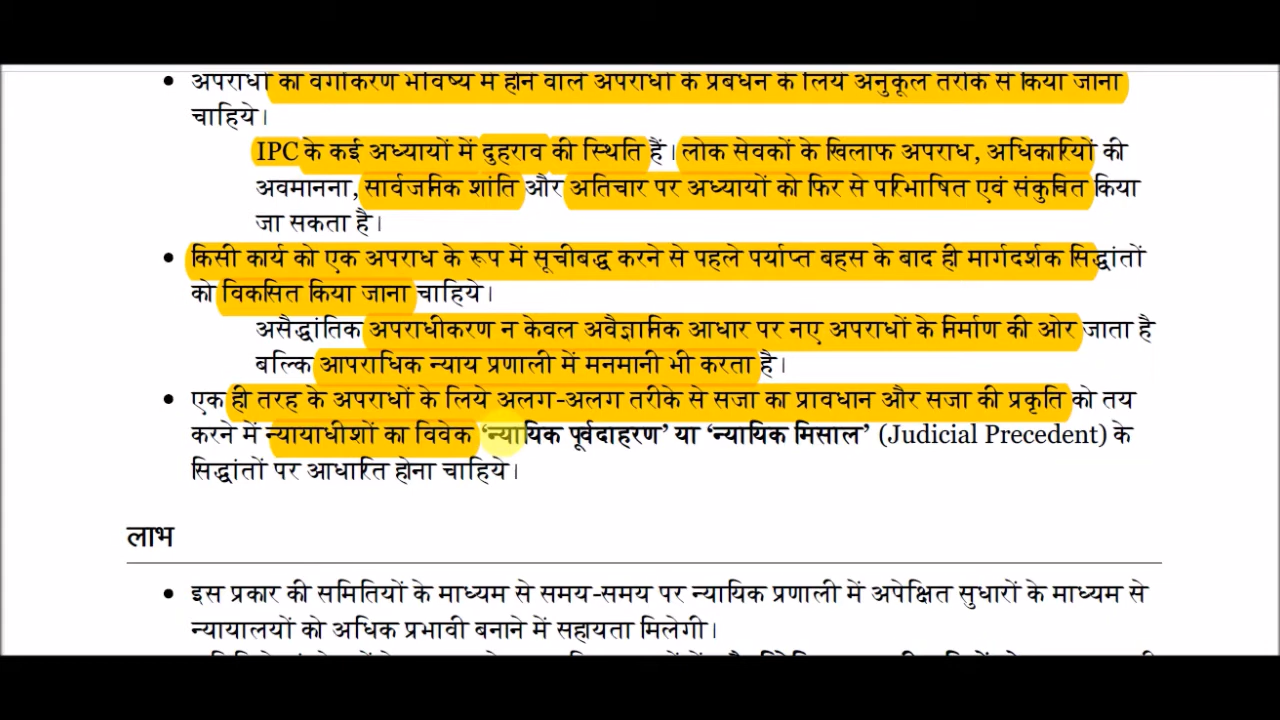 अपराधों का वर्गीकरण भविष्य में होने वाले अपराधों के प्रबंधन के लिये अनुकूल तरीके से किया जाना
चाहिये।
IPC के कई अध्यायों में दुहराव की स्थिति हैं। लोक सेवकों के खिलाफ अपराध, अधिकारियों की
अवमानना, सार्वजनिक शांति और अतिचार पर अध्यायों को फिर से परिभाषित एवं संकुचित किया
जा सकता है।
किसी कार्य को एक अपराध के रूप में सूचीबद्ध करने से पहले पर्याप्त बहस के बाद ही मार्गदर्शक सिद्धांतों
को विकसित किया जाना चाहिये।
असैद्धांतिक अपराधीकरण न केवल अवैज्ञानिक आधार पर नए अपराधों के निर्माण की ओर जाता है
बल्कि आपराधिक न्याय प्रणाली में मनमानी भी करता है।
एक ही तरह के अपराधों के लिये अलग-अलग तरीके से सजा का प्रावधान और सजा की प्रकृति को तय
करने में न्यायाधीशों का विवेक ‘न्यायिक पूर्वदाहरण’ या ‘न्यायिक मिसाल’ (Judicial Precedent) के
सिद्धांतों पर आधारित होना चाहिये।
लाभ
इस प्रकार की समितियों के माध्यम से समय-समय पर न्यायिक प्रणाली में अपेक्षित सुधारों के माध्यम से
न्यायालयों को अधिक प्रभावी बनाने में सहायता मिलेगी।